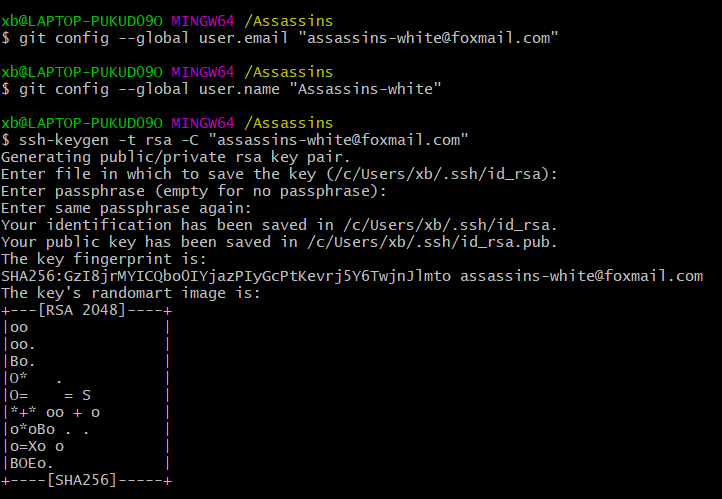 xb@LAPTOP-PUKUD09O MINGW64 /Assassins
$ git config --global user.email "assassins-white@foxmail.com"

xb@LAPTOP-PUKUD09O MINGW64 /Assassins
$ git config --global user.name "Assassins-white"

xb@LAPTOP-PUKUD09O MINGW64 /Assassins
$ ssh-keygen -t rsa -C "assassins-white@foxmail.com"
Generating public/private rsa key pair.
Enter file in which to save the key (/c/Users/xb/.ssh/id_rsa):
Enter passphrase (empty for no passphrase):
Enter same passphrase again:
Your identification has been saved in /c/Users/xb/.ssh/id_rsa.
Your public key has been saved in /c/Users/xb/.ssh/id_rsa.pub.
The key fingerprint is:
SHA256:GzI8jrMYICQboOIYjazPIyGcPtKevrj5Y6TwjnJlmto assassins-white@foxmail.com
The key's randomart image is:
+---[RSA 2048]----+
|oo               |
|oo.              |
|Bo.              |
|O*   .           |
|O=    = S        |
|*+* oo + o       |
|o*oBo . .        |
|o=Xo o           |
|BOEo.            |
+----[SHA256]-----+